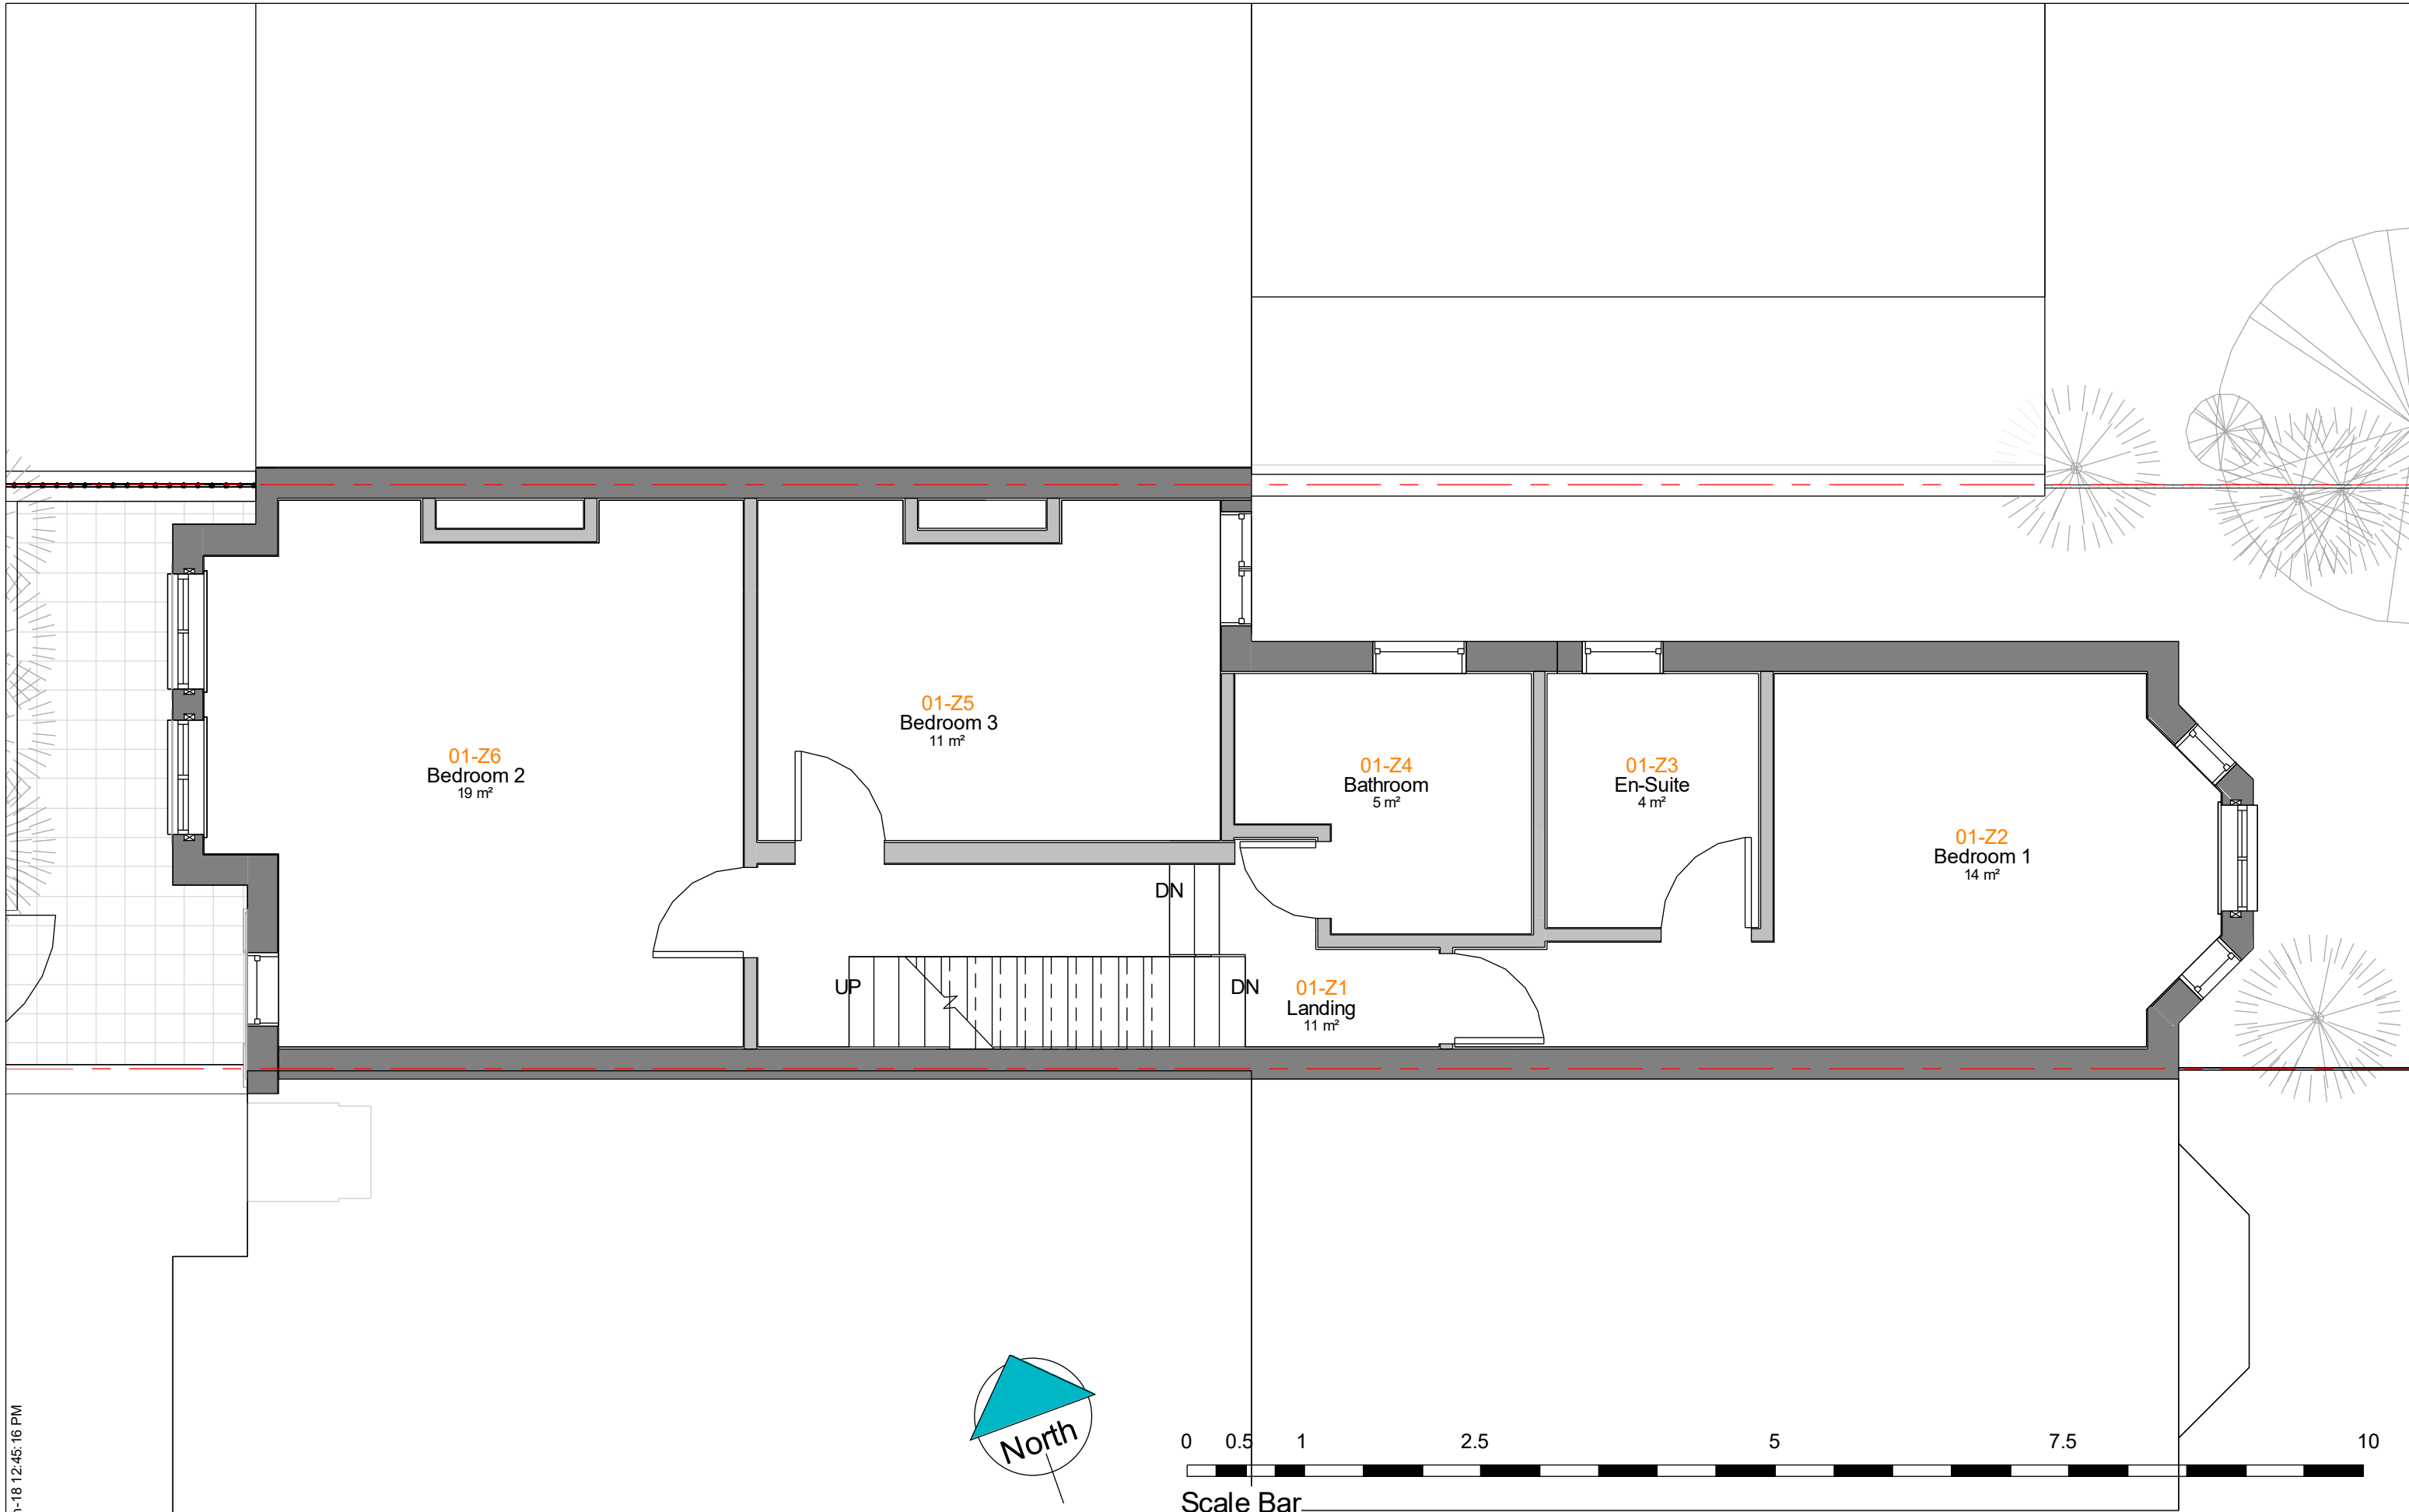 01-Z5
Bedroom 3
11 m²
01-Z6
Bedroom 2
19 m²
01-Z4
Bathroom
5 m²
01-Z3
En-Suite
4 m²
01-Z2
Bedroom 1
14 m²
DN
UP
DN
01-Z1
Landing
11 m²
North
0 0.5 1 2.5 5 7.5 10
Scale Bar
12:45:16 PM